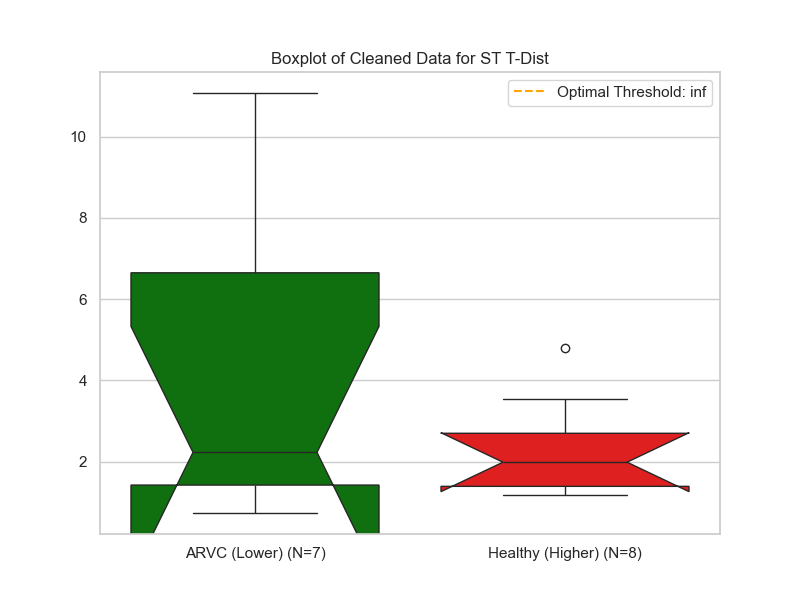 Boxplot of Cleaned Data for ST T-Dist
Optimal Threshold: inf
10
8
6
4
2
ARVC (Lower) (N=7)
Healthy (Higher) (N=8)